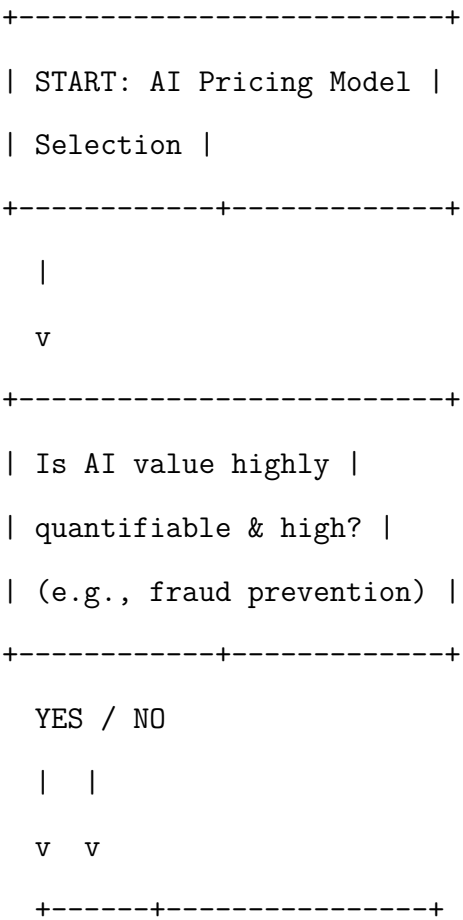 +---------------------------+
| START: AI Pricing Model |
| Selection |
+------------+-------------+
|
v
+---------------------------+
| Is AI value highly |
| quantifiable & high? |
| (e.g., fraud prevention) |
+------------+-------------+
YES / NO
| |
v v
+------+----------------+